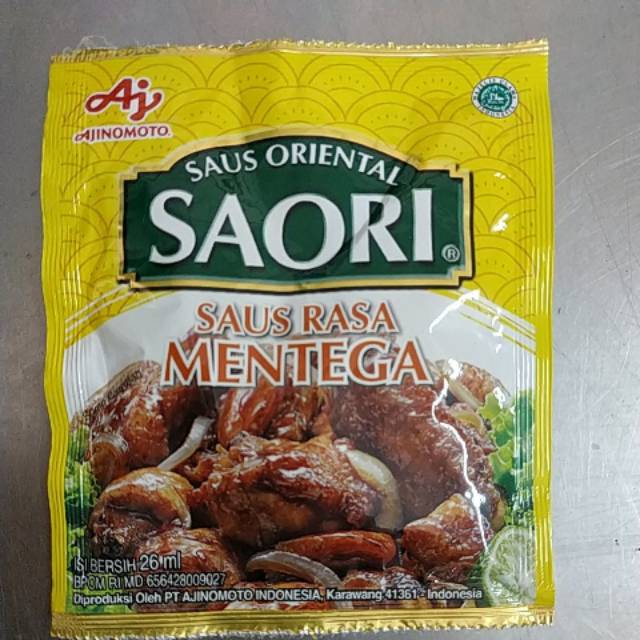 Aj
AJINOMOTO.
SAUS ORIENTAL
SAORI®
SAUS RASA
MENTEGA
ISI BERSIH 26 ml
BPOM RI MD 656428009027
Diproduksi Oleh PT AJINOMOTO INDONESIA, Karawang 41361 - Indonesia